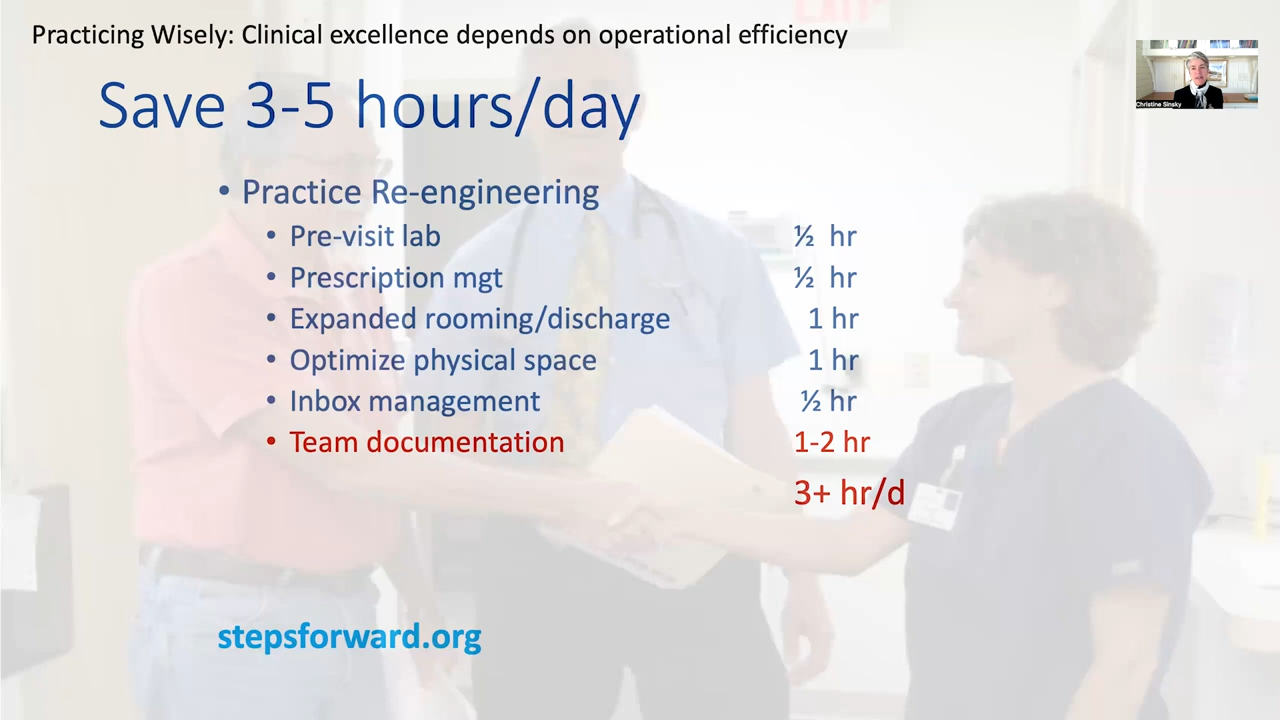 Practicing Wisely: Clinical excellence depends on operational efficiency
EXIT
Save 3-5 hours/day
Christine Sinsky
• Practice Re-engineering
• Pre-visit lab ½ hr
• Prescription mgt ½ hr
• Expanded rooming/discharge 1 hr
• Optimize physical space 1 hr
• Inbox management ½ hr
• Team documentation 1-2 hr
3+ hr/d
stepsforward.org